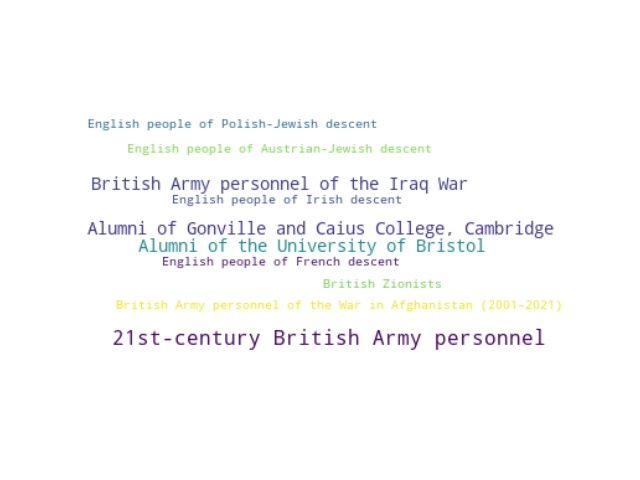 English people of Polish-Jewish descent
English people of Austrian-Jewish descent
British Army personnel of the Iraq War
English people of Irish descent
Alumni of Gonville and Caius College, Cambridge
Alumni of the University of Bristol
English people of French descent
British Zionists
British Army personnel of the War in Afghanistan (2001–2021)
21st-century British Army personnel